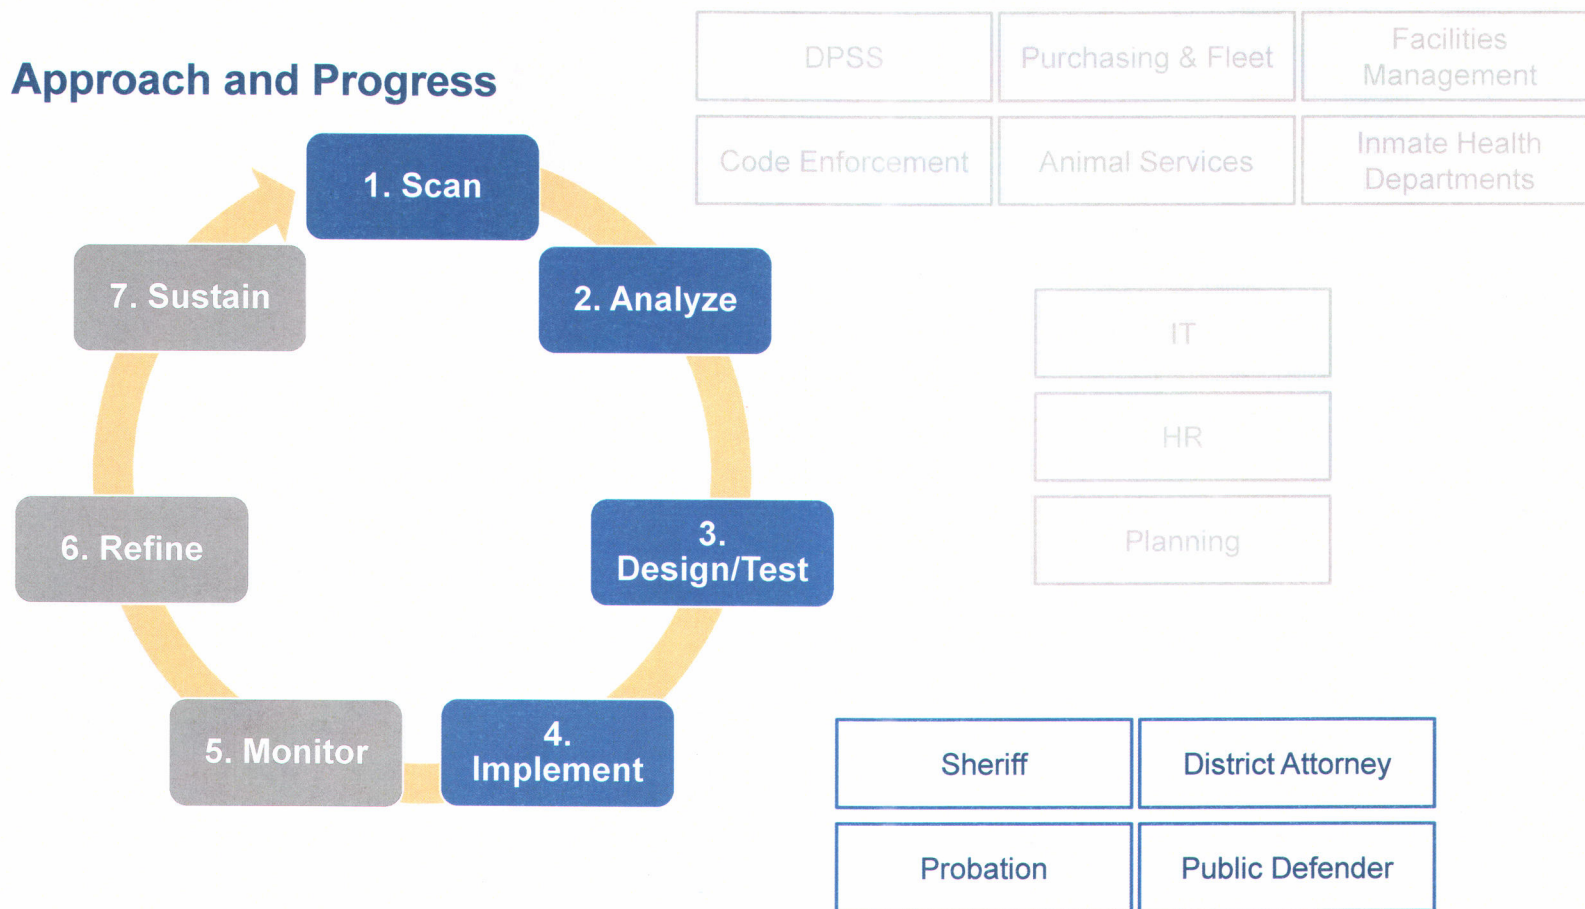 Approach and Progress
DPSS
Purchasing & Fleet
Facilities
Management
Code Enforcement
Animal Services
Inmate Health
Departments
1. Scan
2. Analyze
3.
Design/Test
4.
Implement
5. Monitor
6. Refine
7. Sustain
IT
HR
Planning
Sheriff
District Attorney
Probation
Public Defender